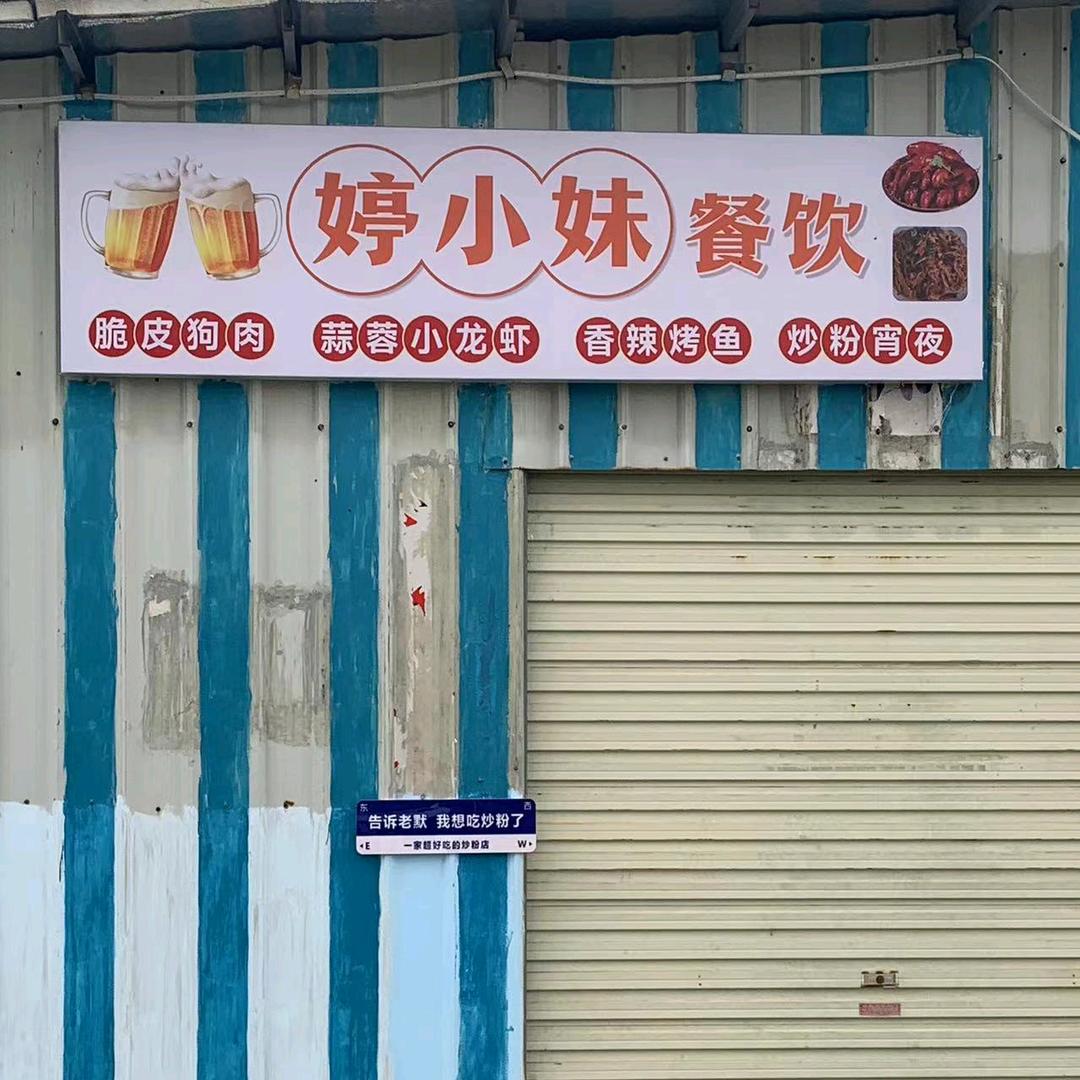 婷小妹餐饮
脆皮狗肉 蒜蓉小龙虾 香辣烤鱼 炒粉宵夜
东 西
告诉老默 我想吃炒粉了
E 一家超好吃的炒粉店 W